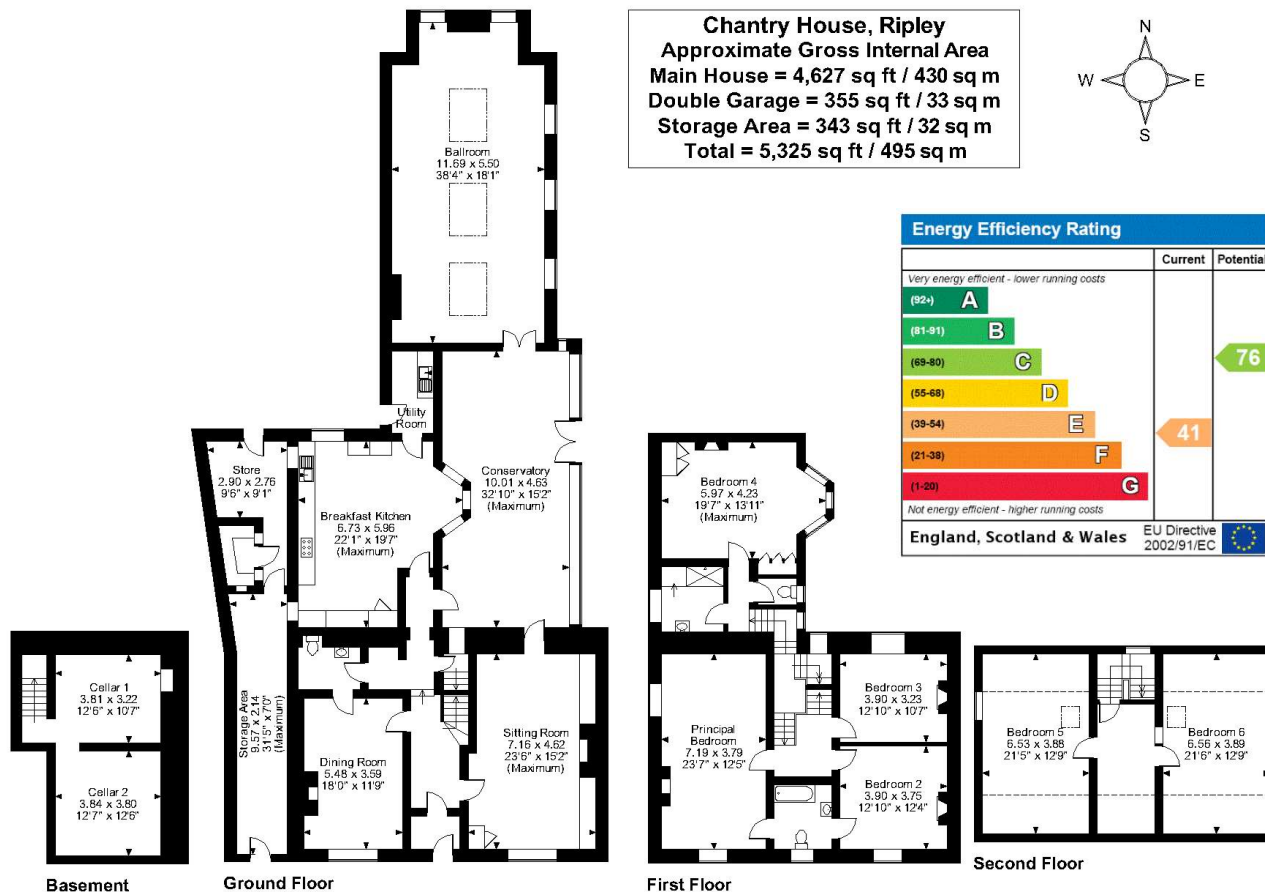 Chantry House, Ripley
Approximate Gross Internal Area
Main House = 4,627 sq ft / 430 sq m
Double Garage = 355 sq ft / 33 sq m
Storage Area = 343 sq ft / 32 sq m
Total = 5,325 sq ft / 495 sq m
N
W E
S
Ballroom
11.69 x 5.50
38'4" x 18'1"
Energy Efficiency Rating
Current Potential
Very energy efficient - lower running costs
(92+) A
(81-91) B
(69-80) C
76
(55-68) D
(39-54) E
41
(21-38) F
(1-20) G
Not energy efficient - higher running costs
England, Scotland & Wales
EU Directive
2002/91/EC
Utility
Room
Store
2.90 x 2.76
9'6" x 9'1"
Breakfast Kitchen
6.73 x 5.96
22'1" x 19'7"
(Maximum)
Conservatory
10.01 x 4.63
32'10" x 15'2"
(Maximum)
Storage Area
9.57 x 2.14
31'5" x 7'0"
(Maximum)
Dining Room
5.48 x 3.59
18'0" x 11'9"
Sitting Room
7.16 x 4.62
23'6" x 15'2"
(Maximum)
Cellar 1
3.81 x 3.22
12'6" x 10'7"
Cellar 2
3.84 x 3.80
12'7" x 12'6"
Bedroom 4
5.97 x 4.23
19'7" x 13'11"
(Maximum)
Principal
Bedroom
7.19 x 3.79
23'7" x 12'5"
Bedroom 3
3.90 x 3.23
12'10" x 10'7"
Bedroom 2
3.90 x 3.75
12'10" x 12'4"
Bedroom 5
6.53 x 3.88
21'5" x 12'9"
Bedroom 6
6.56 x 3.89
21'6" x 12'9"
Basement
Ground Floor
First Floor
Second Floor